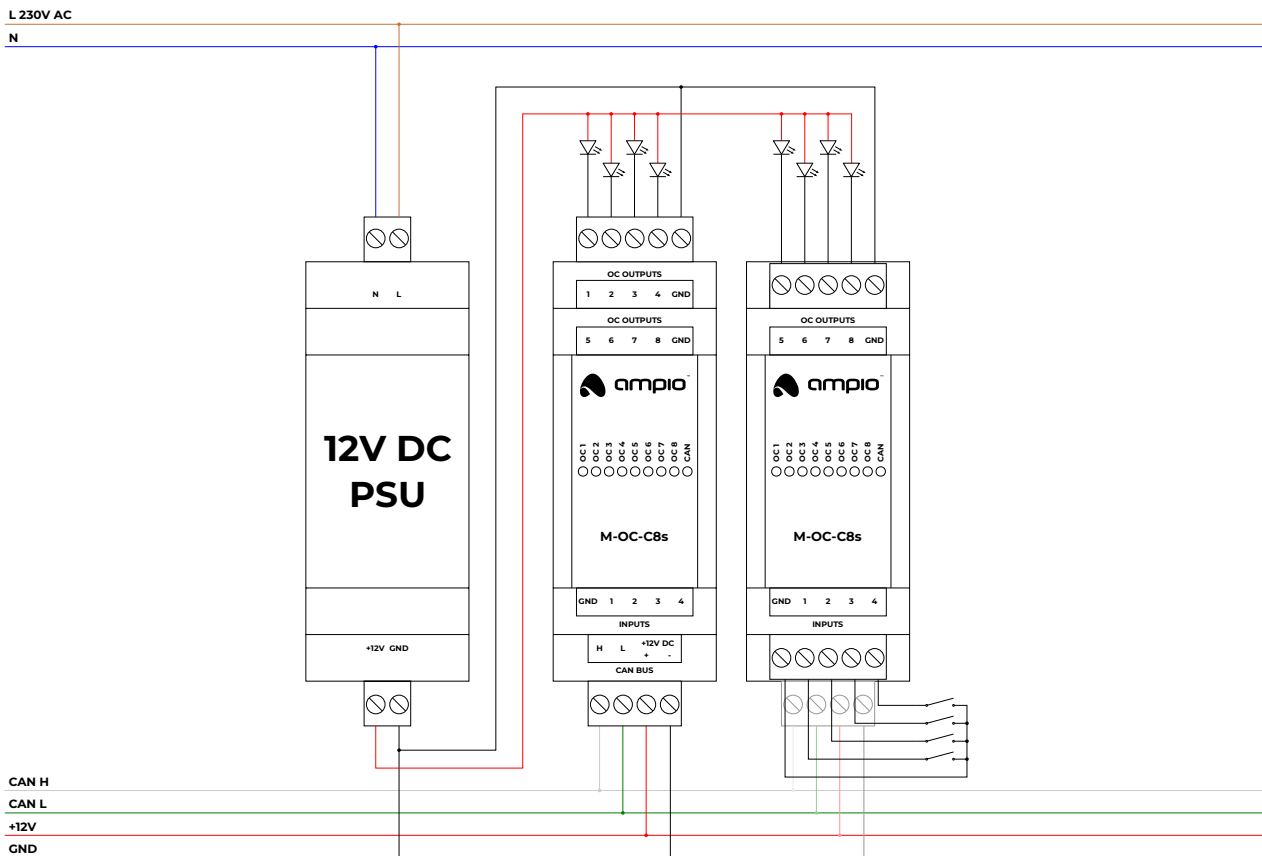 L 230V AC
N
OC OUTPUTS
1 2 3 4 GND
N L
OC OUTPUTS
5 6 7 8 GND
OC OUTPUTS
5 6 7 8 GND
ampio™
ampio™
12V DC
PSU
OC 1 OC 2 OC 3 OC 4 OC 5 OC 6 OC 7 OC 8 CAN
OC 1 OC 2 OC 3 OC 4 OC 5 OC 6 OC 7 OC 8 CAN
M-OC-C8s
M-OC-C8s
GND 1 2 3 4
INPUTS
GND 1 2 3 4
INPUTS
+12V GND
H L +12V DC
+ -
CAN BUS
CAN H
CAN L
+12V
GND